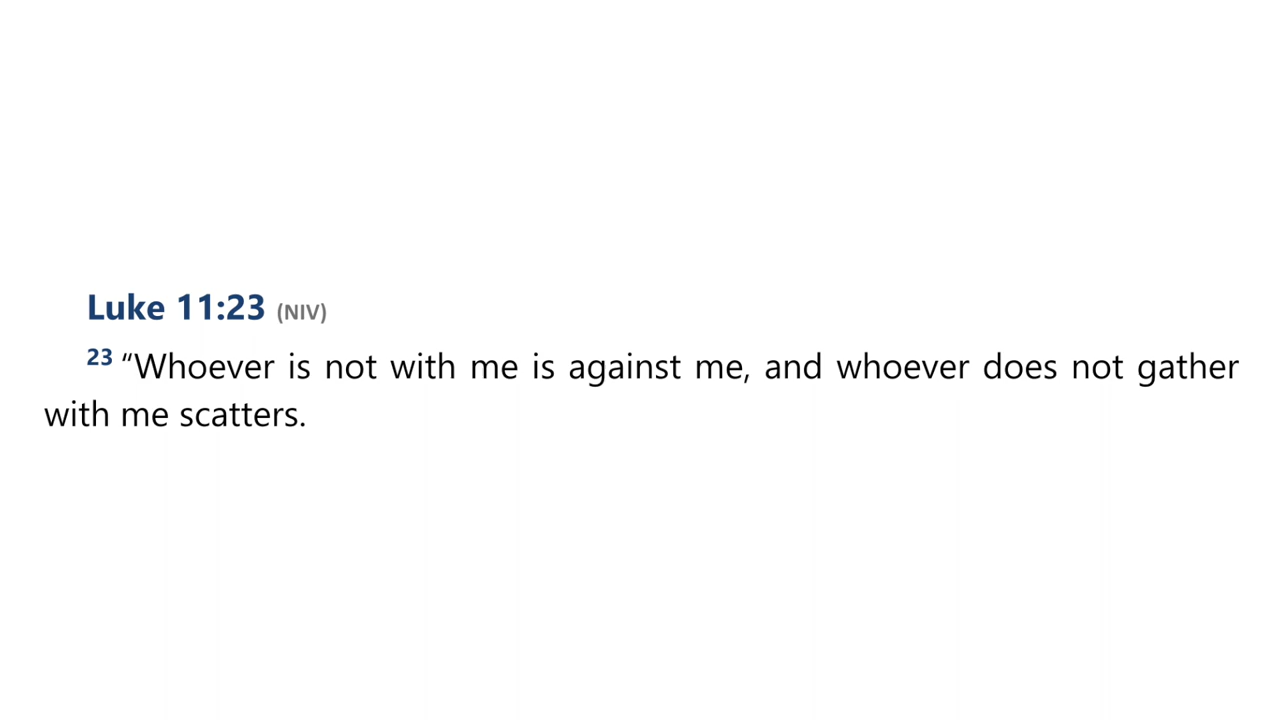 Luke 11:23 (NIV)
23 “Whoever is not with me is against me, and whoever does not gather
with me scatters.